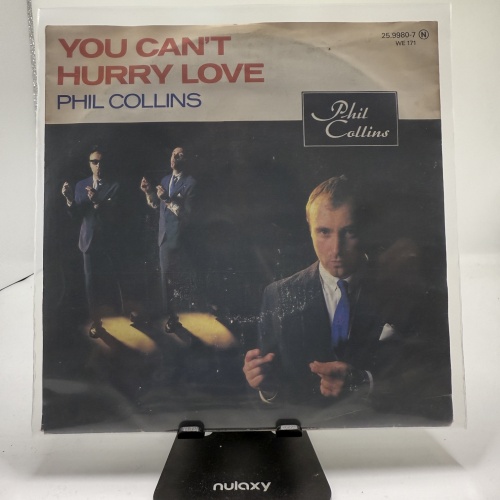 YOU CAN'T
HURRY LOVE
PHIL COLLINS
25.9980-7 N
WE 171
Phil
Collins
nulaxy